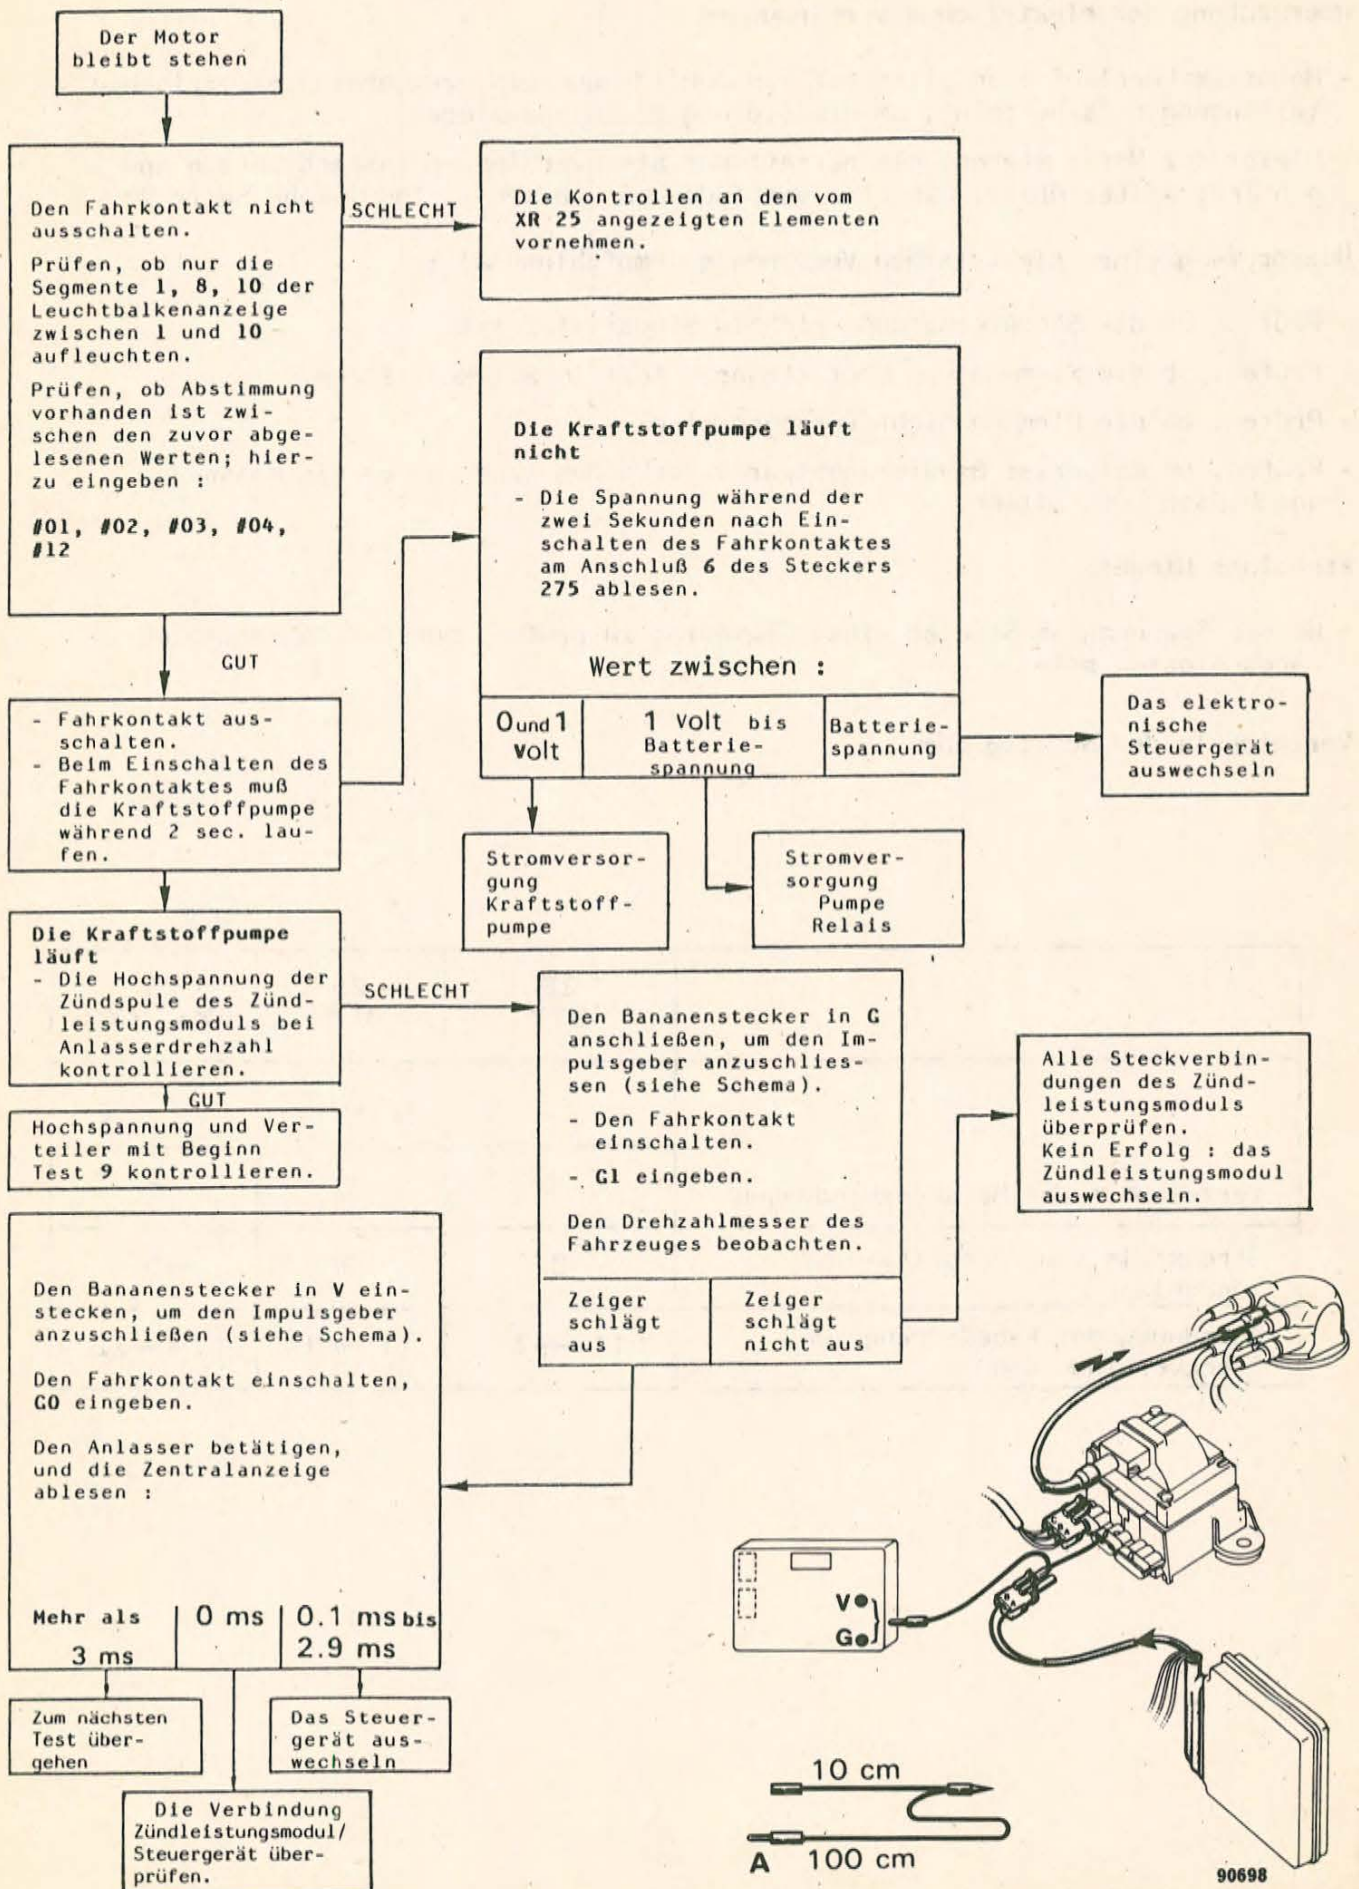 Der Motor
bleibt stehen
Den Fahrkontakt nicht
ausschalten.
Prüfen, ob nur die
Segmente 1, 8, 10 der
Leuchtbalkenanzeige
zwischen 1 und 10
aufleuchten.
Prüfen, ob Abstimmung
vorhanden ist zwi-
schen den zuvor abge-
lesenen Werten; hier-
zu eingeben :
#01, #02, #03, #04,
#12
SCHLECHT
Die Kontrollen an den vom
XR 25 angezeigten Elementen
vornehmen.
GUT
- Fahrkontakt aus-
schalten.
- Beim Einschalten des
Fahrkontaktes muß
die Kraftstoffpumpe
während 2 sec. lau-
fen.
Die Kraftstoffpumpe läuft
nicht
- Die Spannung während der
zwei Sekunden nach Ein-
schalten des Fahrkontaktes
am Anschluß 6 des Steckers
275 ablesen.
Wert zwischen :
0 und 1
Volt
1 Volt bis
Batterie-
spannung
Batterie-
spannung
Das elektro-
nische
Steuergerät
auswechseln
Stromversor-
gung
Kraftstoff-
pumpe
Stromver-
sorgung
Pumpe
Relais
Die Kraftstoffpumpe
läuft
- Die Hochspannung der
Zündspule des Zünd-
leistungsmoduls bei
Anlasserdrehzahl
kontrollieren.
SCHLECHT
GUT
Hochspannung und Ver-
teiler mit Beginn
Test 9 kontrollieren.
Den Bananenstecker in G
anschließen, um den Im-
pulsgeber anzuschlies-
sen (siehe Schema).
- Den Fahrkontakt
einschalten.
- G1 eingeben.
Den Drehzahlmesser des
Fahrzeuges beobachten.
Zeiger
schlägt
aus
Zeiger
schlägt
nicht aus
Alle Steckverbin-
dungen des Zünd-
leistungsmoduls
überprüfen.
Kein Erfolg : das
Zündleistungsmodul
auswechseln.
Den Bananenstecker in V ein-
stecken, um den Impulsgeber
anzuschließen (siehe Schema).
Den Fahrkontakt einschalten,
G0 eingeben.
Den Anlasser betätigen,
und die Zentralanzeige
ablesen :
Mehr als
3 ms
0 ms
0.1 ms bis
2.9 ms
Zum nächsten
Test über-
gehen
Das Steuer-
gerät aus-
wechseln
Die Verbindung
Zündleistungsmodul/
Steuergerät über-
prüfen.
V
G
10 cm
A 100 cm
90698